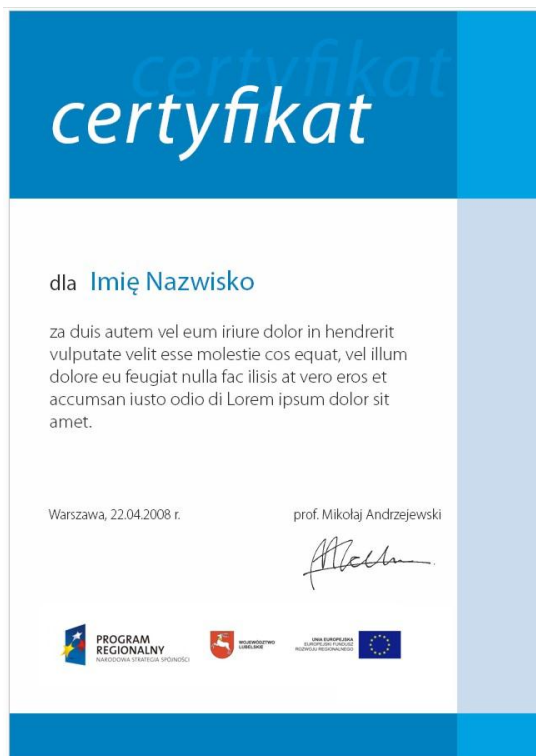 certyfikat
certyfikat
dla Imię Nazwisko
za duis autem vel eum iriure dolor in hendrerit
vulputate velit esse molestie cos equat, vel illum
dolore eu feugiat nulla fac ilisis at vero eros et
accumsan iusto odio di Lorem ipsum dolor sit
amet.
Warszawa, 22.04.2008 r.
prof. Mikołaj Andrzejewski
PROGRAM
REGIONALNY
NARODOWA STRATEGIA SPÓJNOŚCI
WOJEWÓDZTWO
LUBELSKIE
UNIA EUROPEJSKA
EUROPEJSKI FUNDUSZ
ROZWOJU REGIONALNEGO